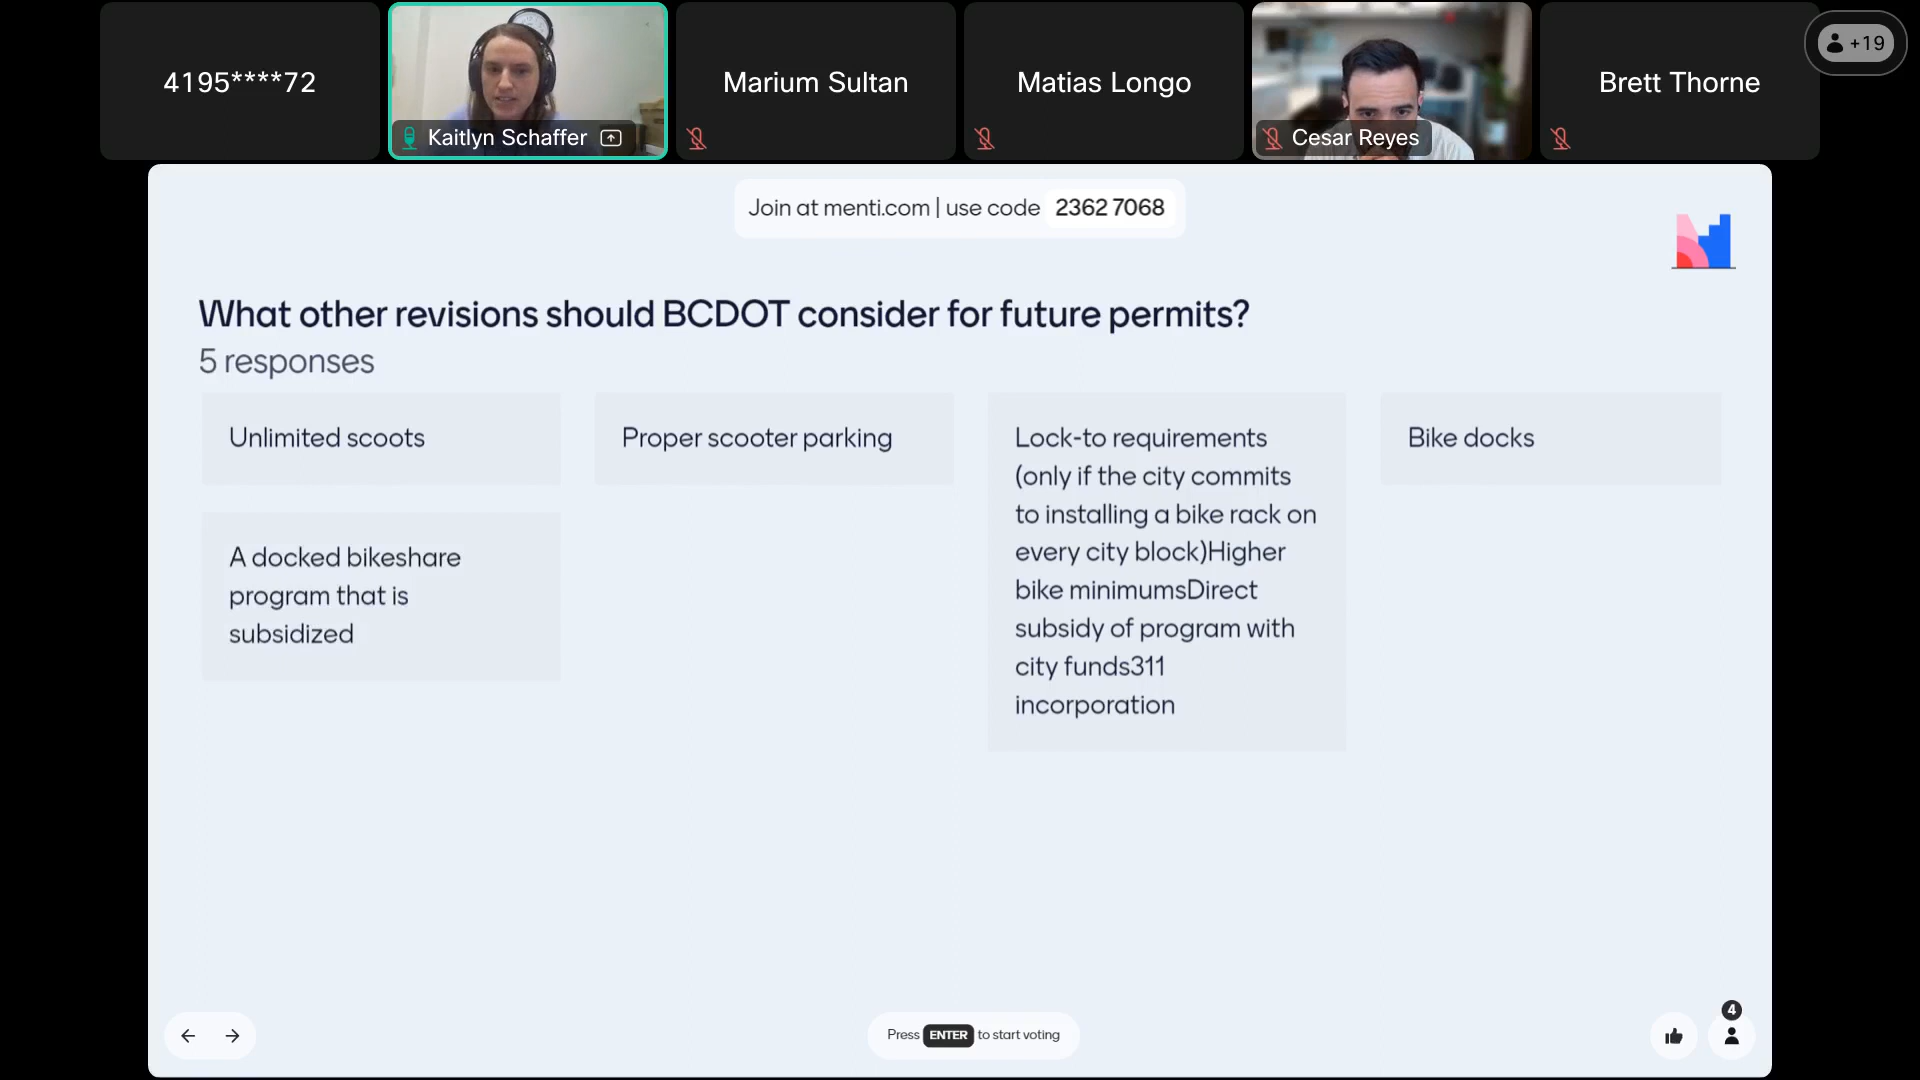 4195****72
Kaitlyn Schaffer
Marium Sultan
Matias Longo
Cesar Reyes
Brett Thorne
+19
Join at menti.com | use code 2362 7068
What other revisions should BCDOT consider for future permits?
5 responses
Unlimited scoots
A docked bikeshare
program that is
subsidized
Proper scooter parking
Lock-to requirements
(only if the city commits
to installing a bike rack on
every city block)Higher
bike minimumsDirect
subsidy of program with
city funds311
incorporation
Bike docks
Press ENTER to start voting
4